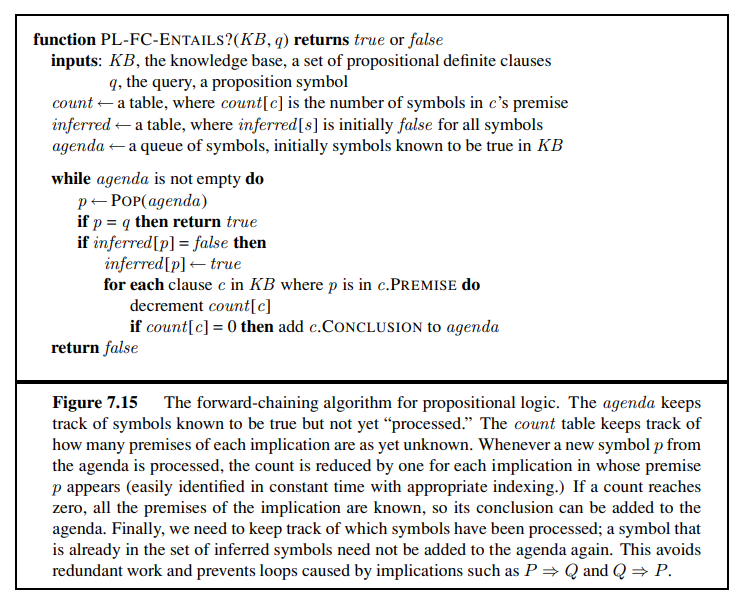 function PL-FC-ENTAILS?(KB, q) returns true or false
inputs: KB, the knowledge base, a set of propositional definite clauses
q, the query, a proposition symbol
count ← a table, where count[c] is the number of symbols in c's premise
inferred ← a table, where inferred[s] is initially false for all symbols
agenda ← a queue of symbols, initially symbols known to be true in KB
while agenda is not empty do
p ← POP(agenda)
if p = q then return true
if inferred[p] = false then
inferred[p] ← true
for each clause c in KB where p is in c.PREMISE do
decrement count[c]
if count[c] = 0 then add c.CONCLUSION to agenda
return false
Figure 7.15 The forward-chaining algorithm for propositional logic. The agenda keeps
track of symbols known to be true but not yet “processed.” The count table keeps track of
how many premises of each implication are as yet unknown. Whenever a new symbol p from
the agenda is processed, the count is reduced by one for each implication in whose premise
p appears (easily identified in constant time with appropriate indexing.) If a count reaches
zero, all the premises of the implication are known, so its conclusion can be added to the
agenda. Finally, we need to keep track of which symbols have been processed; a symbol that
is already in the set of inferred symbols need not be added to the agenda again. This avoids
redundant work and prevents loops caused by implications such as P ⇒ Q and Q ⇒ P.